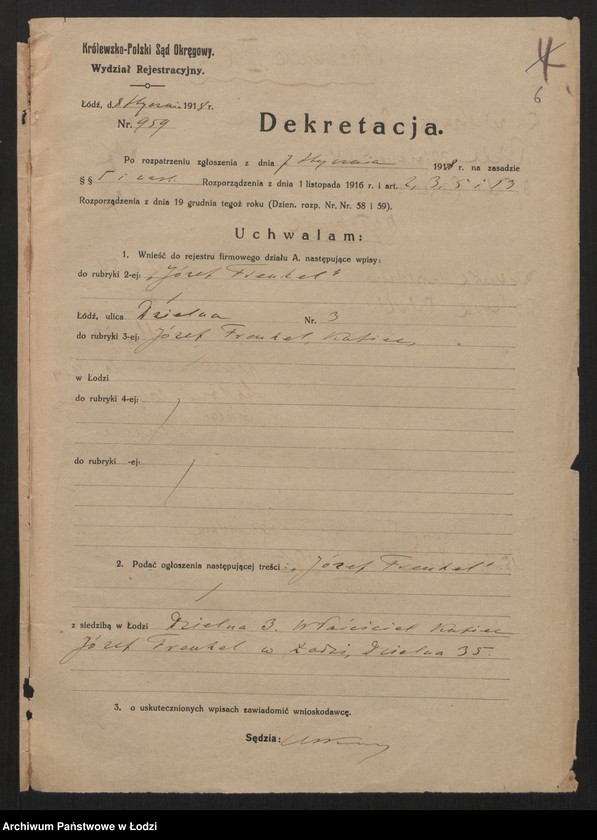 Królewsko-Polski Sąd Okręgowy.
Wydział Rejestracyjny.
4
6
Łódź, d. 8 stycznia 1918 r.
Nr. 959
Dekretacja.
Po rozpatrzeniu zgłoszenia z dnia 7 stycznia 1918 r. na zasadzie
§ § 1 i nast. Rozporządzenia z dnia 1 listopada 1916 r. i art. 2, 3, 5 i 13
Rozporządzenia z dnia 19 grudnia tegoż roku (Dzien. rozp. Nr. Nr. 58 i 59).
Uchwalam:
1. Wnieść do rejestru firmowego działu A. następujące wpisy:
do rubryki 2-ej: „Józef Frenkel"
Łódź, ulica Dzielna Nr. 3
do rubryki 3-ej: Józef Frenkel, kupiec,
w Łodzi
do rubryki 4-ej:
do rubryki -ej:
2. Podać ogłoszenia następującej treści: „Józef Frenkel"
z siedzibą w Łodzi Dzielna 3. Właściciel kupiec
Józef Frenkel w Łodzi, Dzielna 35.
3. o uskutecznionych wpisach zawiadomić wnioskodawcę.
Sędzia:
Archiwum Państwowe w Łodzi